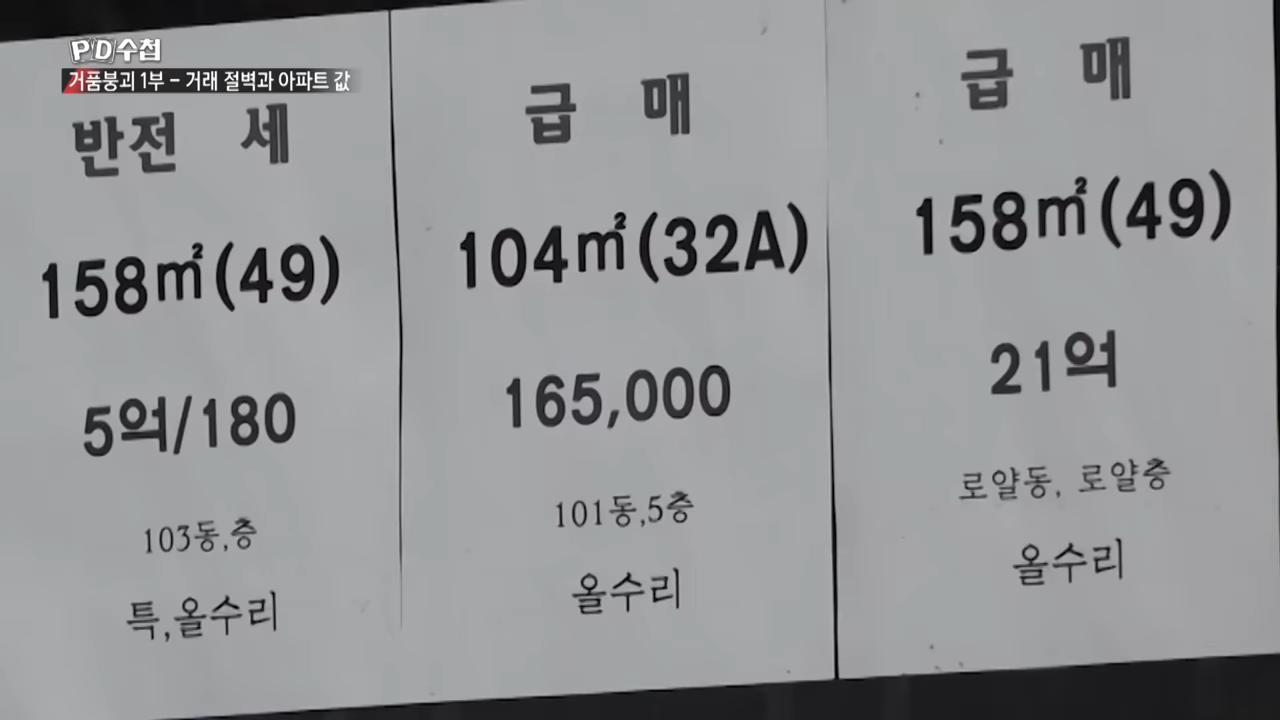 PD수첩
거품붕괴 1부 - 거래 절벽과 아파트 값
반전 세
158㎡(49)
5억/180
103동,층
특,올수리
급 매
104㎡(32A)
165,000
101동,5층
올수리
급 매
158㎡(49)
21억
로얄동, 로얄층
올수리